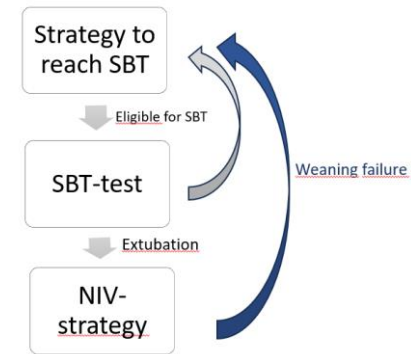 Strategy to
reach SBT
Eligible for SBT
SBT-test
Weaning failure
Extubation
NIV-
strategy